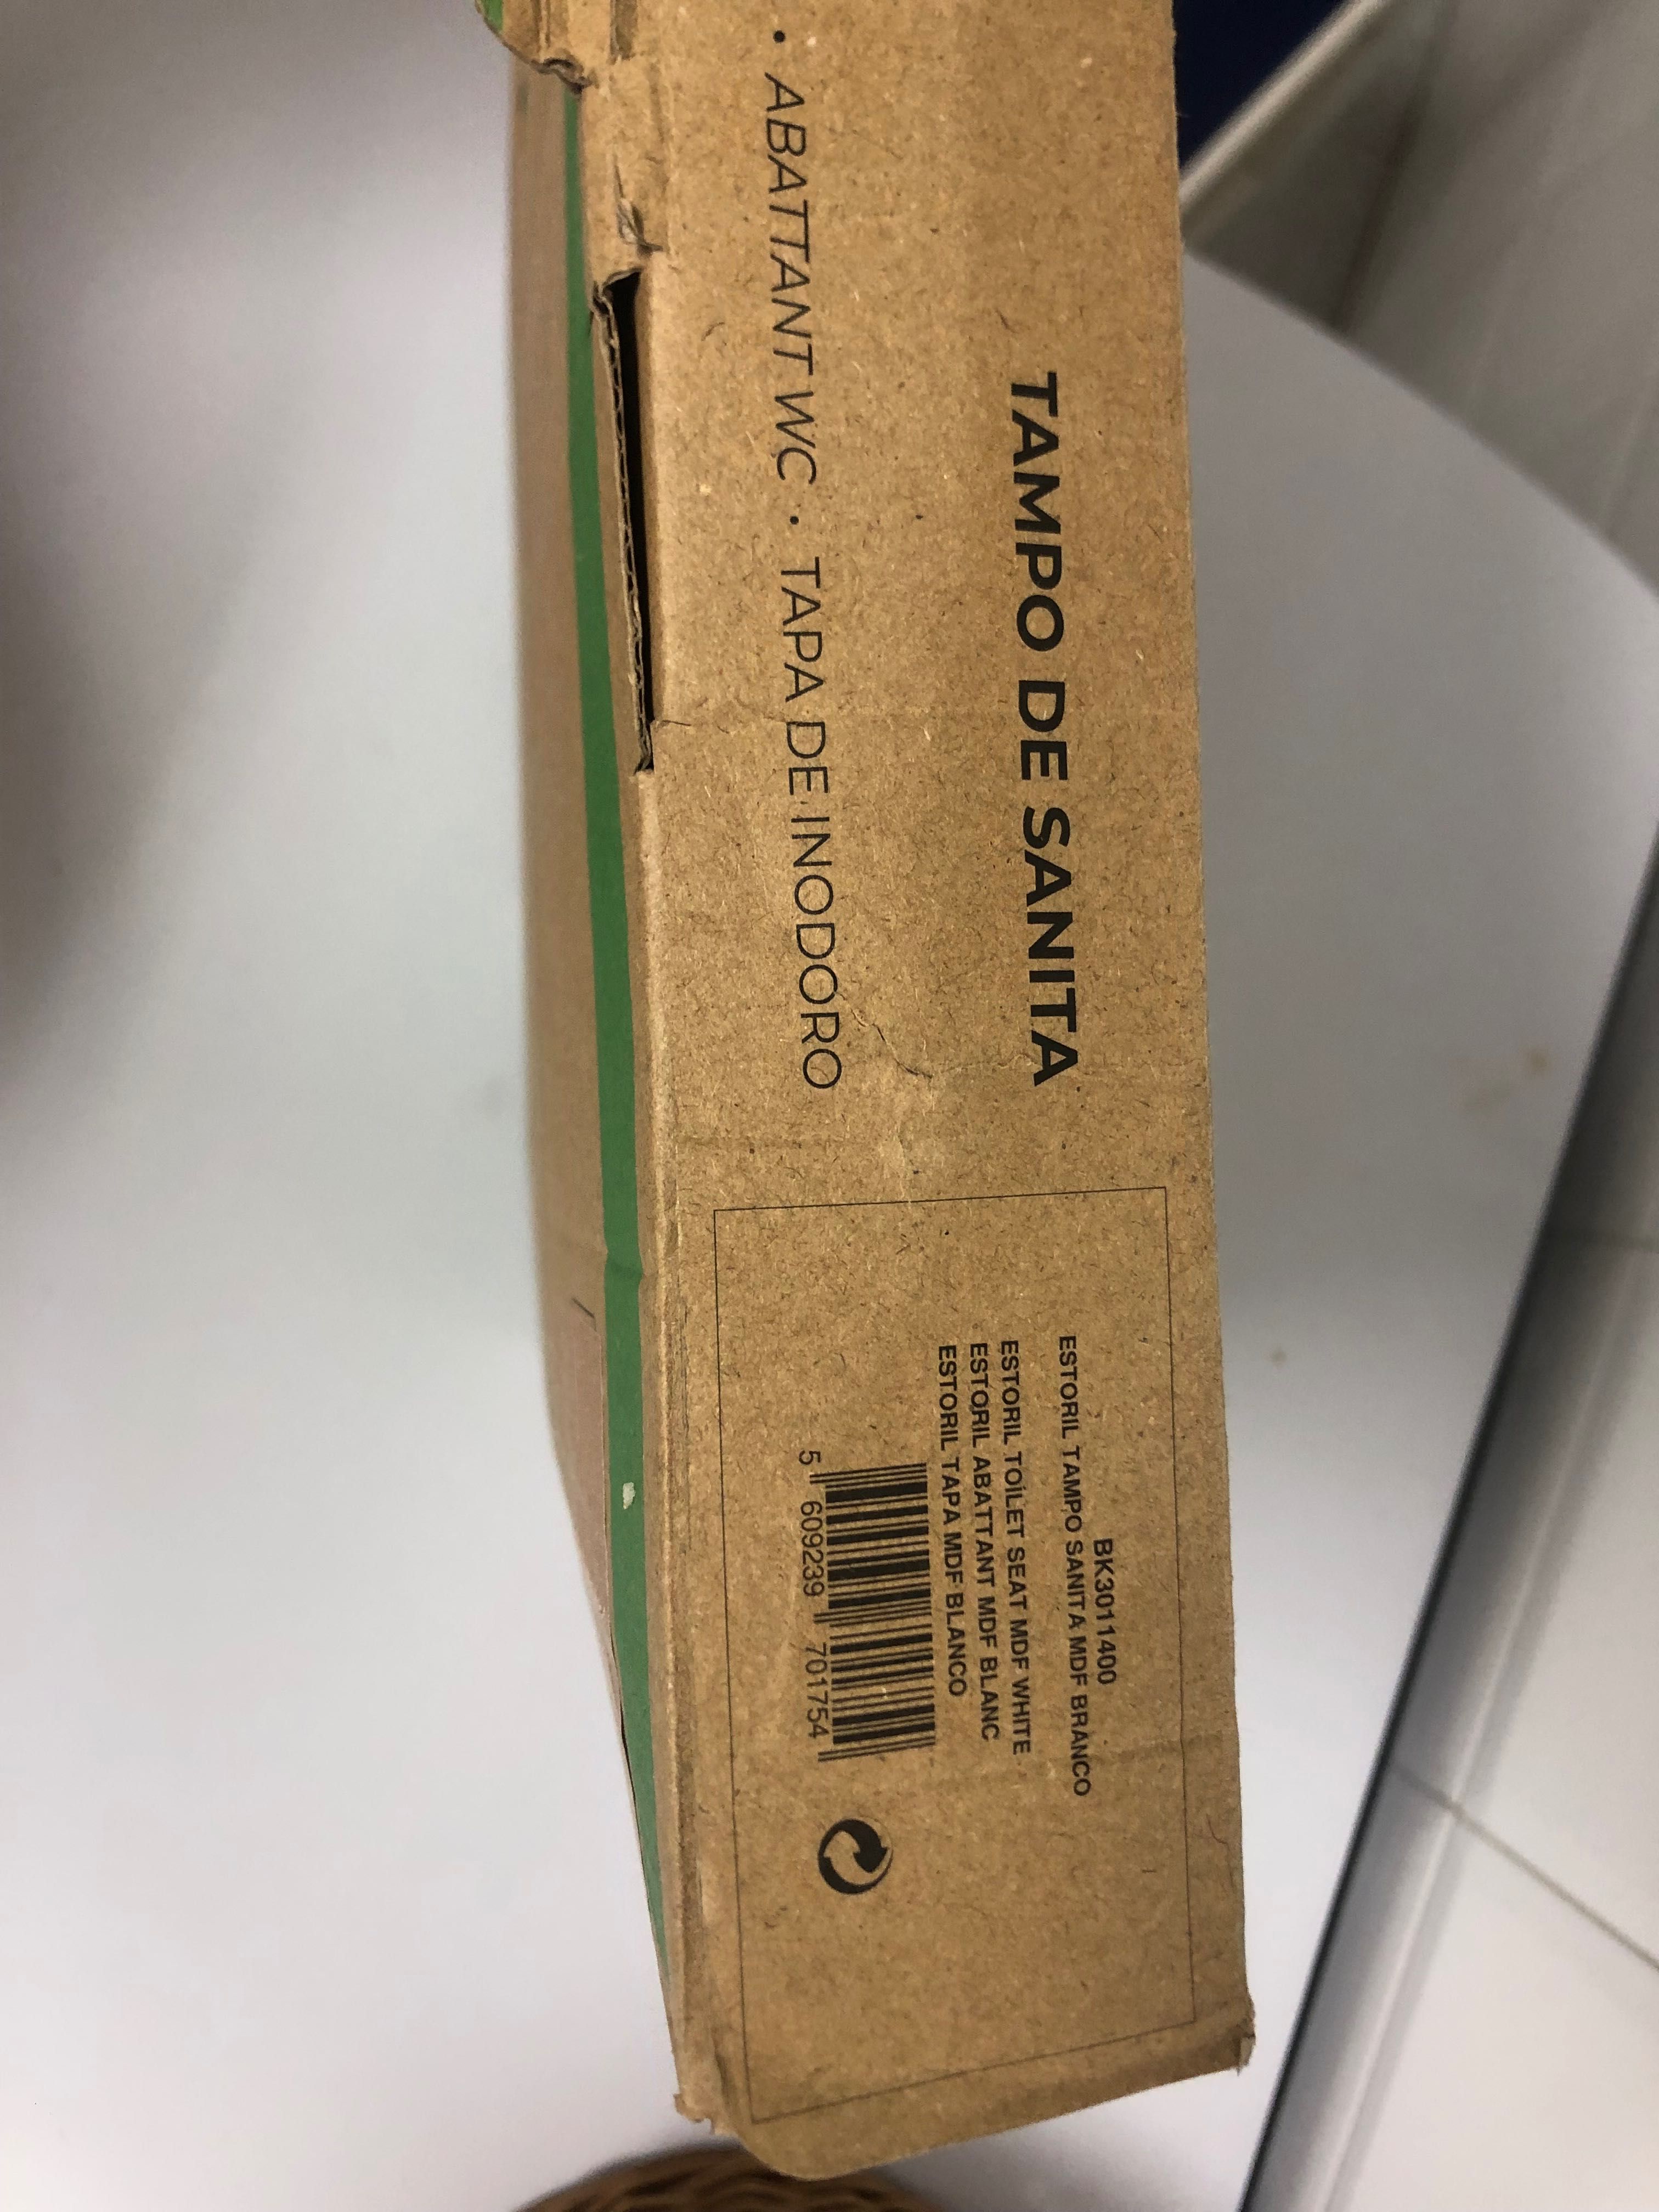 TAMPO DE SANITA
• ABATTANT WC • TAPA DE INODORO
BK3011400
ESTORIL TAMPO SANITA MDF BRANCO
ESTORIL TOILET SEAT MDF WHITE
ESTORIL ABATTANT MDF BLANC
ESTORIL TAPA MDF BLANCO
5 609239 701754